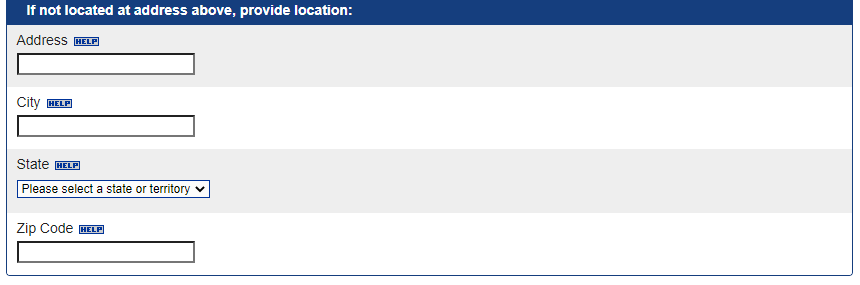 If not located at address above, provide location:
Address HELP
City HELP
State HELP
Please select a state or territory
Zip Code HELP